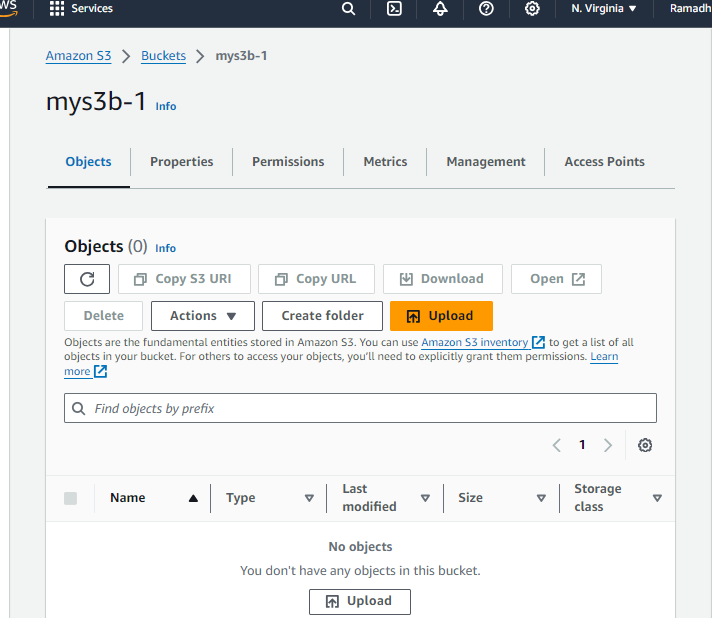 Services N. Virginia ▼ Ramadh
Amazon S3 > Buckets > mys3b-1
mys3b-1 Info
Objects Properties Permissions Metrics Management Access Points
Objects (0) Info
Copy S3 URI Copy URL Download Open
Delete Actions ▼ Create folder Upload
Objects are the fundamental entities stored in Amazon S3. You can use Amazon S3 inventory to get a list of all
objects in your bucket. For others to access your objects, you'll need to explicitly grant them permissions. Learn
more
Find objects by prefix
< 1 >
Name ▲ Type ▽ Last modified ▽ Size ▽ Storage class ▽
No objects
You don't have any objects in this bucket.
Upload